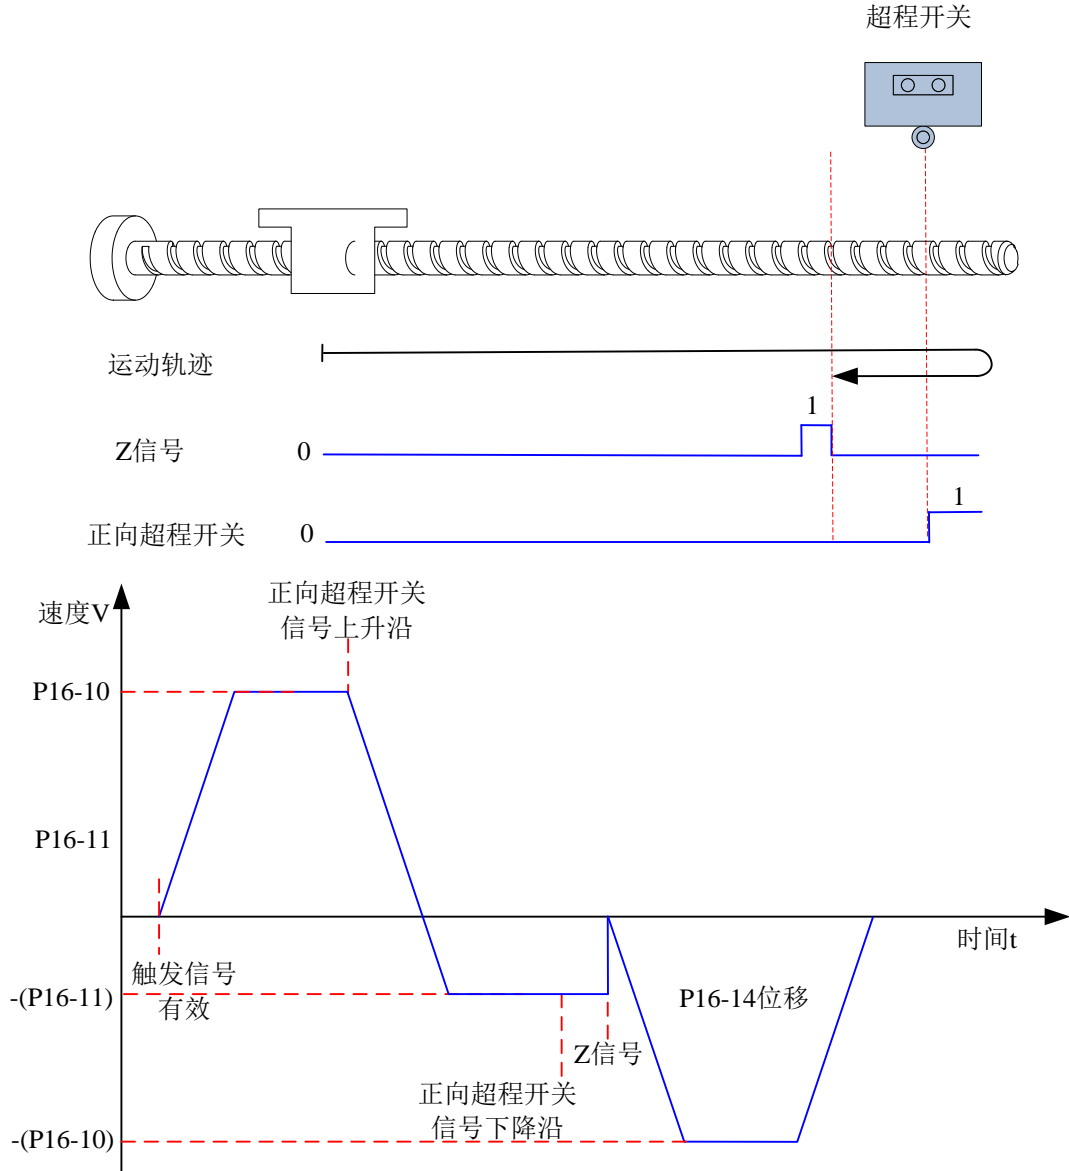 超程开关
运动轨迹
1
Z信号
0
1
正向超程开关
0
速度V
正向超程开关
信号上升沿
P16-10
P16-11
时间t
触发信号
有效
-(P16-11)
P16-14位移
Z信号
正向超程开关
信号下降沿
-(P16-10)